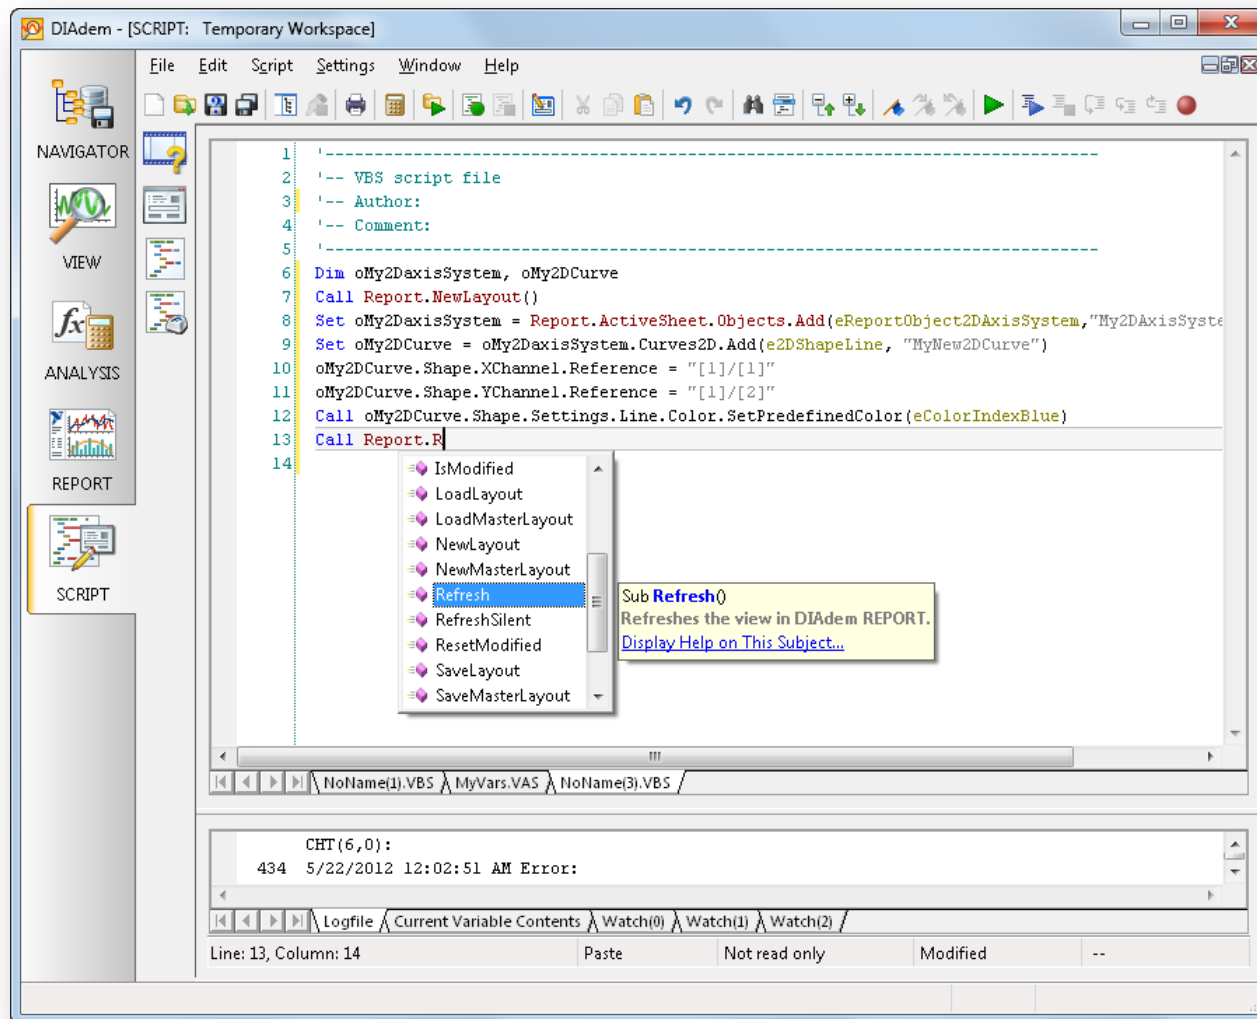 DIAdem - [SCRIPT:   Temporary Workspace]
File Edit Script Settings Window Help
NAVIGATOR
VIEW
ANALYSIS
REPORT
SCRIPT
1 '-------------------------------------------------------------------------------
2 '-- VBS script file
3 '-- Author:
4 '-- Comment:
5 '-------------------------------------------------------------------------------
6 Dim oMy2DaxisSystem, oMy2DCurve
7 Call Report.NewLayout()
8 Set oMy2DaxisSystem = Report.ActiveSheet.Objects.Add(eReportObject2DAxisSystem,"My2DAxisSyste
9 Set oMy2DCurve = oMy2DaxisSystem.Curves2D.Add(e2DShapeLine, "MyNew2DCurve")
10 oMy2DCurve.Shape.XChannel.Reference = "[1]/[1]"
11 oMy2DCurve.Shape.YChannel.Reference = "[1]/[2]"
12 Call oMy2DCurve.Shape.Settings.Line.Color.SetPredefinedColor(eColorIndexBlue)
13 Call Report.R
14
IsModified
LoadLayout
LoadMasterLayout
NewLayout
NewMasterLayout
Refresh
RefreshSilent
ResetModified
SaveLayout
SaveMasterLayout
Sub Refresh()
Refreshes the view in DIAdem REPORT.
Display Help on This Subject...
NoName(1).VBS MyVars.VAS NoName(3).VBS
CHT(6,0):
434 5/22/2012 12:02:51 AM Error:
Logfile Current Variable Contents Watch(0) Watch(1) Watch(2)
Line: 13, Column: 14 Paste Not read only Modified --